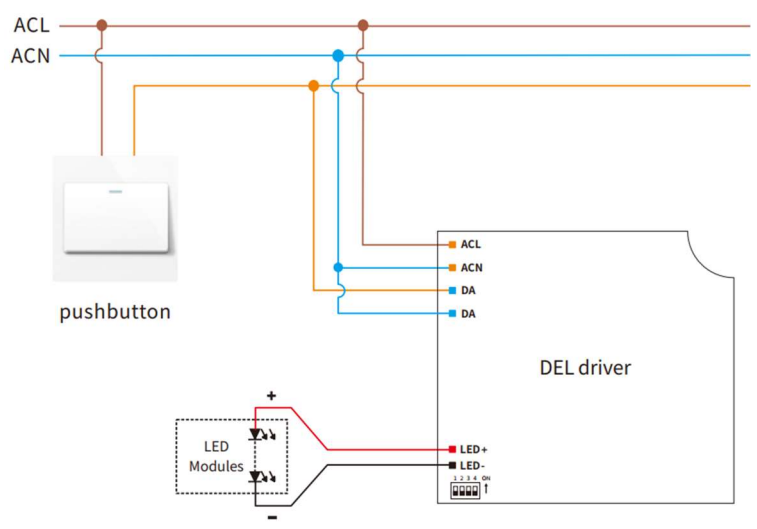 ACL
ACN
pushbutton
ACL
ACN
DA
DA
DEL driver
+
LED
Modules
-
LED+
LED-
1 2 3 4 ON